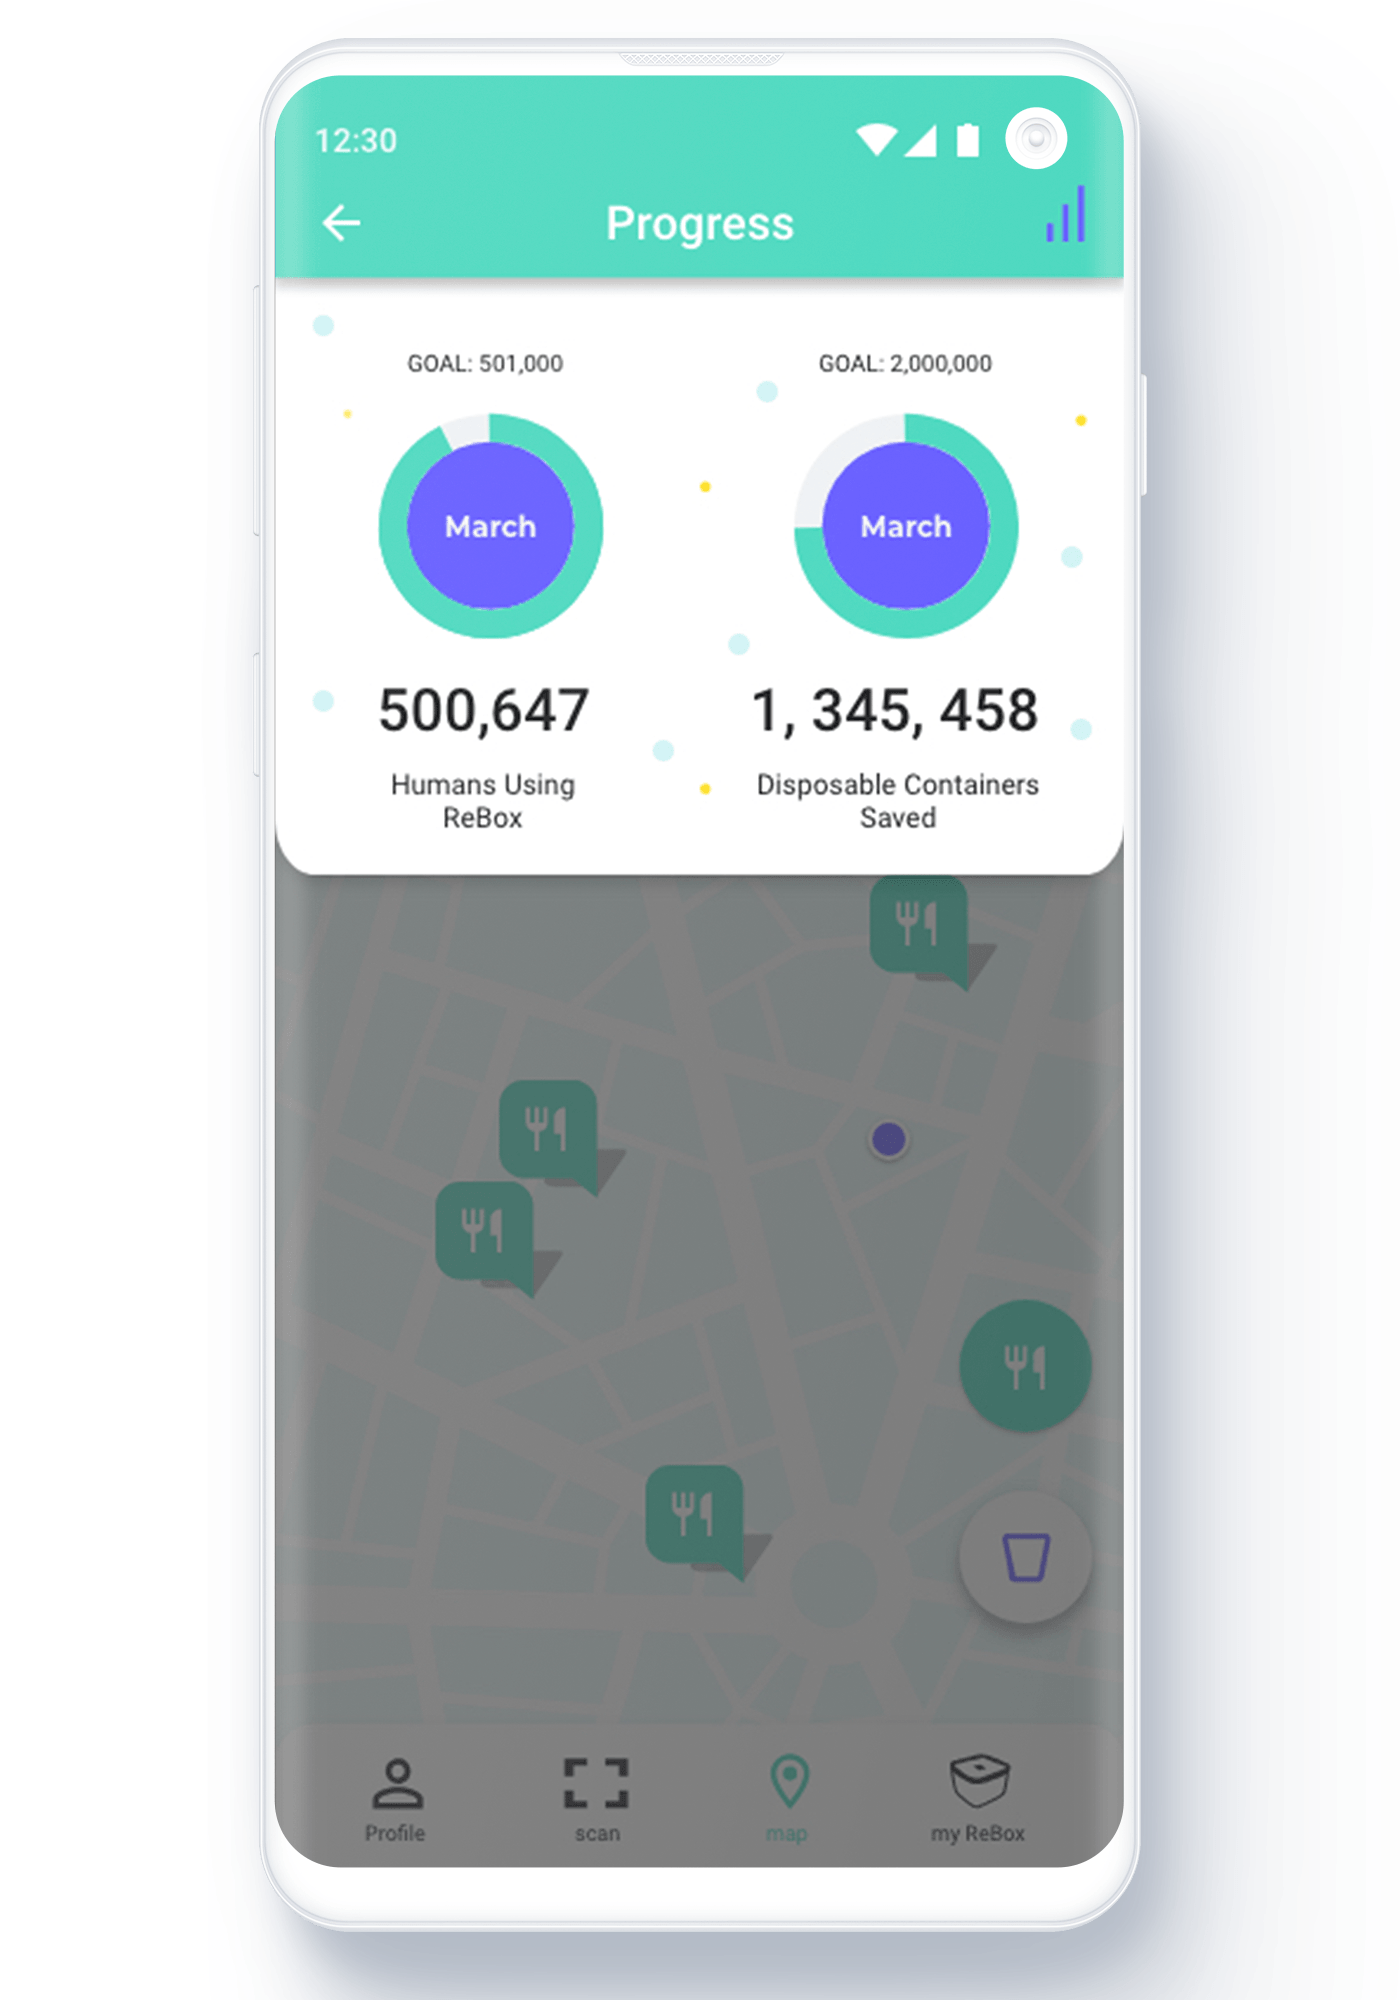 12:30
Progress
GOAL: 501,000
GOAL: 2,000,000
March
March
500,647
1, 345, 458
Humans Using
ReBox
Disposable Containers
Saved
Profile
scan
map
my ReBox